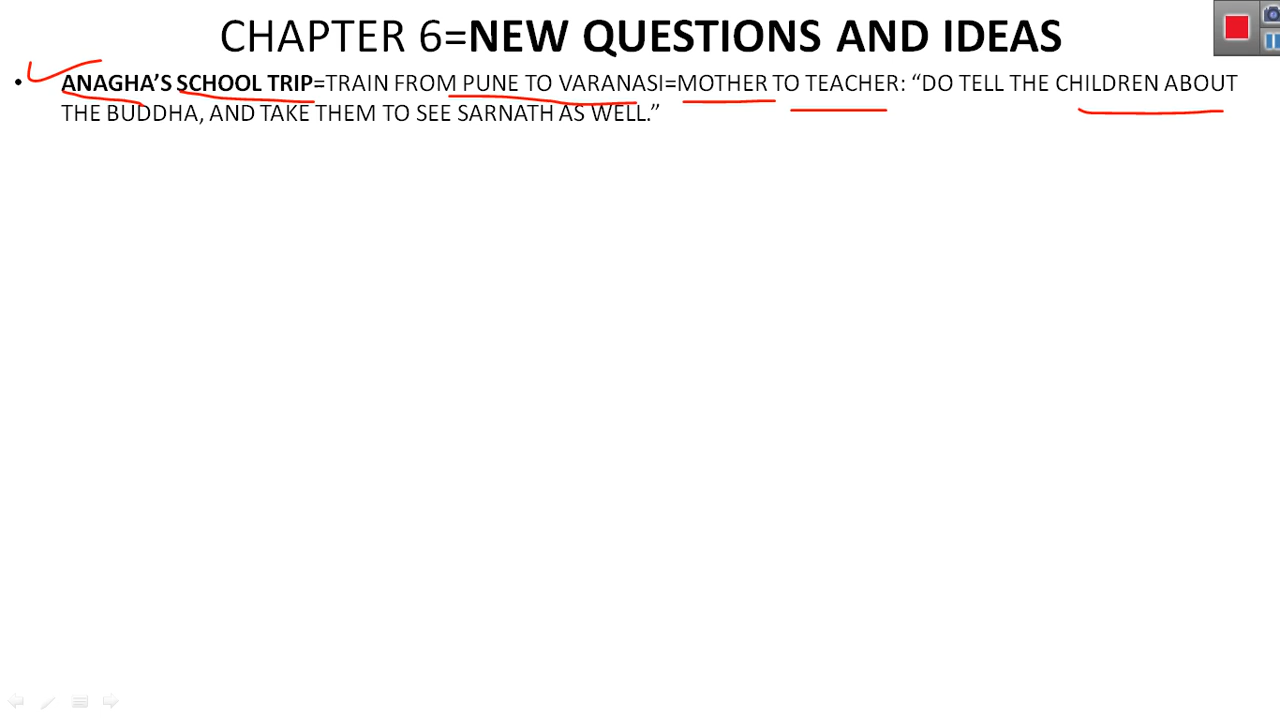 CHAPTER 6=NEW QUESTIONS AND IDEAS
• ANAGHA'S SCHOOL TRIP=TRAIN FROM PUNE TO VARANASI=MOTHER TO TEACHER: “DO TELL THE CHILDREN ABOUT
THE BUDDHA, AND TAKE THEM TO SEE SARNATH AS WELL.”